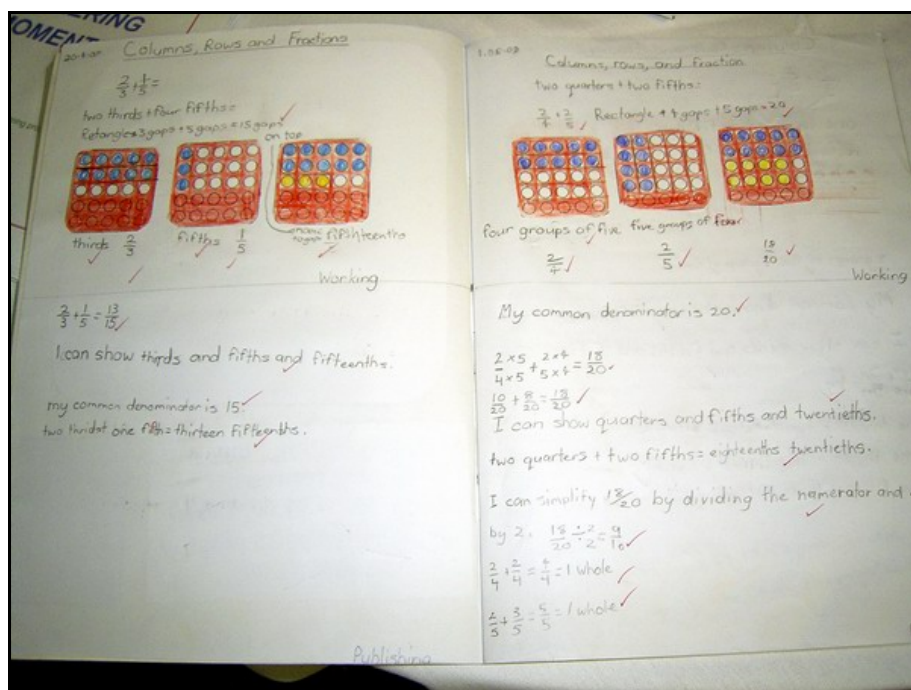 ERING
MOMENT
Columns, Rows and Fractions
2/3 + 1/5 =
two thirds + four fifths =
Retangle = 3 gaps + 5 gaps = 15 gaps
on top
thirds 2/3
fifths 1/5
fifhteenths
Working
2/3 + 1/5 = 13/15
I can show thirds and fifths and fifteenths.
my common denominator is 15.
two thridst one fifth = thirteen fifteenths.
Publishing
Columns, rows, and fraction
two quarters + two fifths =
2/4 + 2/5 Rectangle + 4 gaps + 5 gaps = 20
four groups of five five groups of four
2/4 2/5 18/20
Working
My common denominator is 20.
2 × 5/4 × 5 + 2 × 4/5 × 4 = 18/20
10/20 + 8/20 = 18/20
I can show quarters and fifths and twentieths.
two quarters + two fifths = eighteenths twentieths.
I can simplify 18/20 by dividing the namerator and
by 2. 18/20 ÷ 2/2 = 9/10
2/4 + 2/4 = 4/4 = 1 whole
2/5 + 3/5 = 5/5 = 1 whole